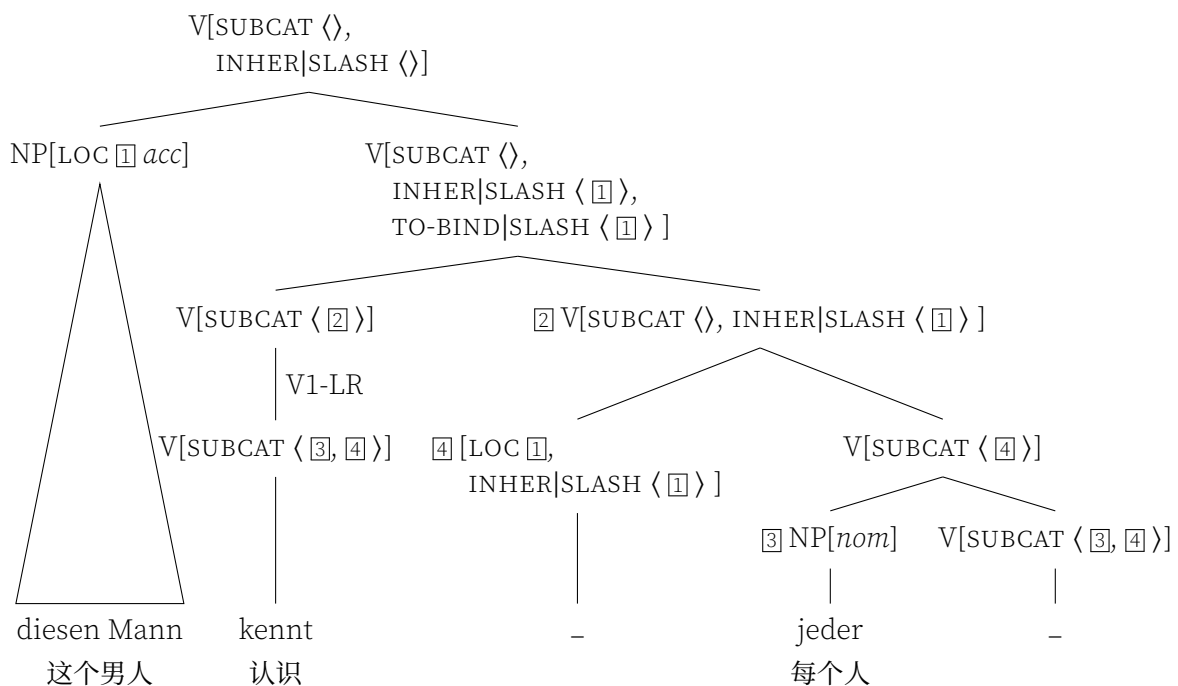 V[SUBCAT ⟨⟩,
INHER|SLASH ⟨⟩]
NP[LOC 1 acc]
V[SUBCAT ⟨⟩,
INHER|SLASH ⟨ 1 ⟩,
TO-BIND|SLASH ⟨ 1 ⟩ ]
V[SUBCAT ⟨ 2 ⟩]
2 V[SUBCAT ⟨⟩, INHER|SLASH ⟨ 1 ⟩ ]
V1-LR
V[SUBCAT ⟨ 3, 4 ⟩]
4 [LOC 1,
INHER|SLASH ⟨ 1 ⟩ ]
V[SUBCAT ⟨ 4 ⟩]
3 NP[nom]
V[SUBCAT ⟨ 3, 4 ⟩]
diesen Mann kennt _ jeder _
这个男人 认识 每个人